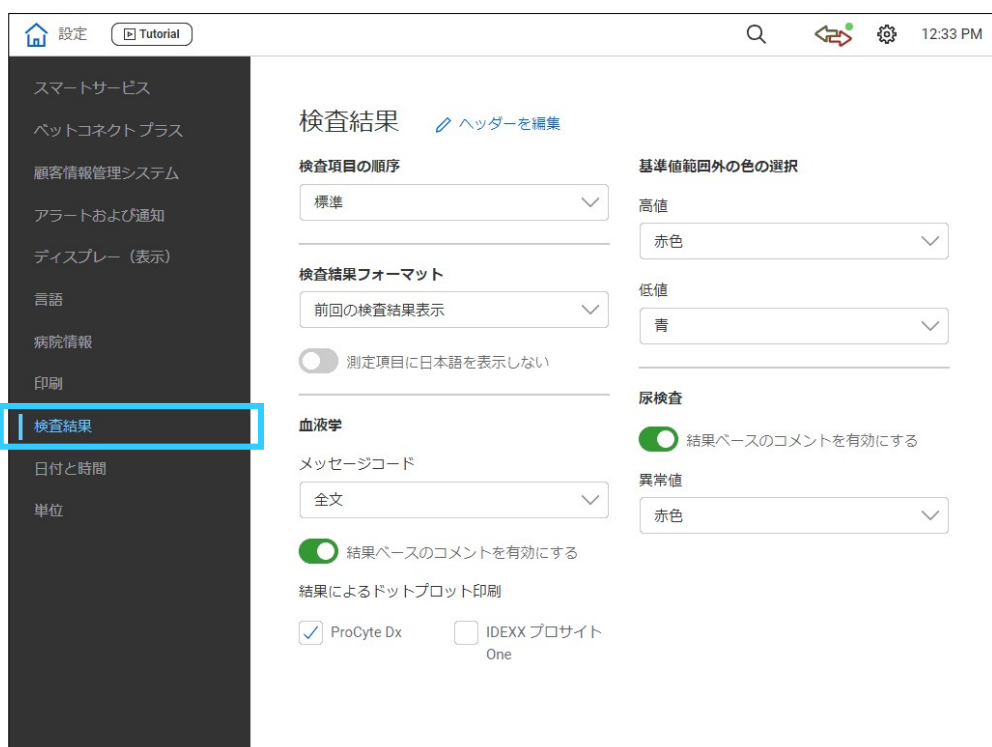 設定
Tutorial
12:33 PM
スマートサービス
ベットコネクト プラス
顧客情報管理システム
アラートおよび通知
ディスプレー（表示）
言語
病院情報
印刷
検査結果
日付と時間
単位
検査結果
ヘッダーを編集
検査項目の順序
標準
検査結果フォーマット
前回の検査結果表示
測定項目に日本語を表示しない
血液学
メッセージコード
全文
結果ベースのコメントを有効にする
結果によるドットプロット印刷
ProCyte Dx
IDEXX プロサイト
One
基準値範囲外の色の選択
高値
赤色
低値
青
尿検査
結果ベースのコメントを有効にする
異常値
赤色